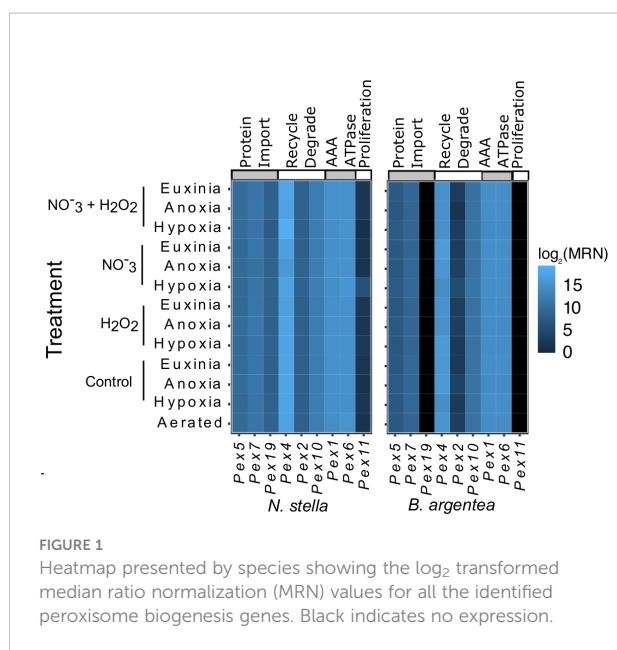 Protein
Import
Recycle
Degrade
AAA
ATPase
Proliferation
Protein
Import
Recycle
Degrade
AAA
ATPase
Proliferation
Treatment
NO⁻3 + H2O2
NO⁻3
H2O2
Control
Euxinia
Anoxia
Hypoxia
Euxinia
Anoxia
Hypoxia
Euxinia
Anoxia
Hypoxia
Euxinia
Anoxia
Hypoxia
Aerated
log₂(MRN)
15
10
5
0
Pex5
Pex7
Pex19
Pex4
Pex2
Pex10
Pex1
Pex6
Pex11
Pex5
Pex7
Pex19
Pex4
Pex2
Pex10
Pex1
Pex6
Pex11
N. stella
B. argentea
-
FIGURE 1
Heatmap presented by species showing the log₂ transformed
median ratio normalization (MRN) values for all the identified
peroxisome biogenesis genes. Black indicates no expression.